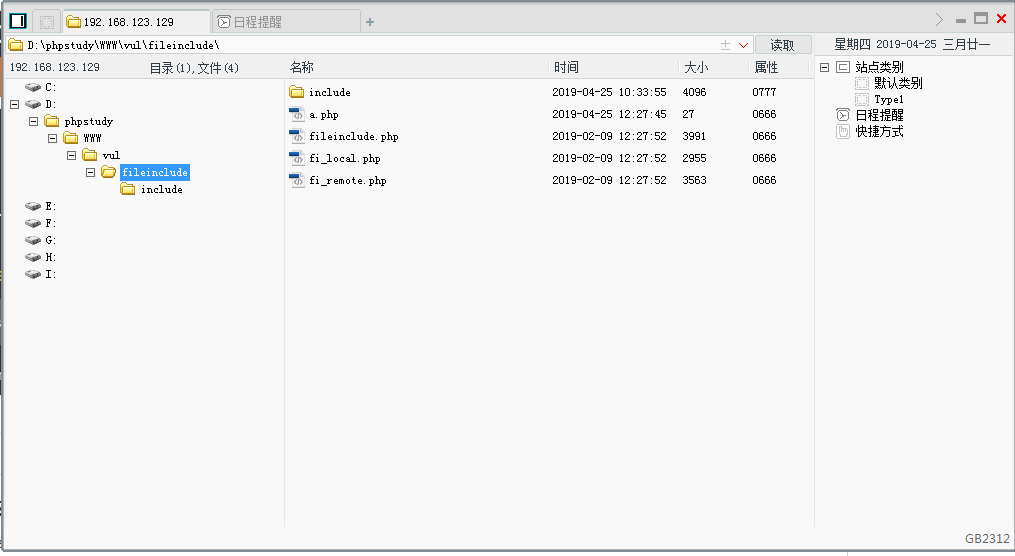 192.168.123.129
日程提醒
D:\phpstudy\WWW\vul\fileinclude\
读取
星期四 2019-04-25 三月廿一
192.168.123.129 目录(1),文件(4)
名称 时间 大小 属性
C:
D:
phpstudy
WWW
vul
fileinclude
include
E:
F:
G:
H:
I:
include 2019-04-25 10:33:55 4096 0777
a.php 2019-04-25 12:27:45 27 0666
fileinclude.php 2019-02-09 12:27:52 3991 0666
fi_local.php 2019-02-09 12:27:52 2955 0666
fi_remote.php 2019-02-09 12:27:52 3563 0666
站点类别
默认类别
Type1
日程提醒
快捷方式
GB2312